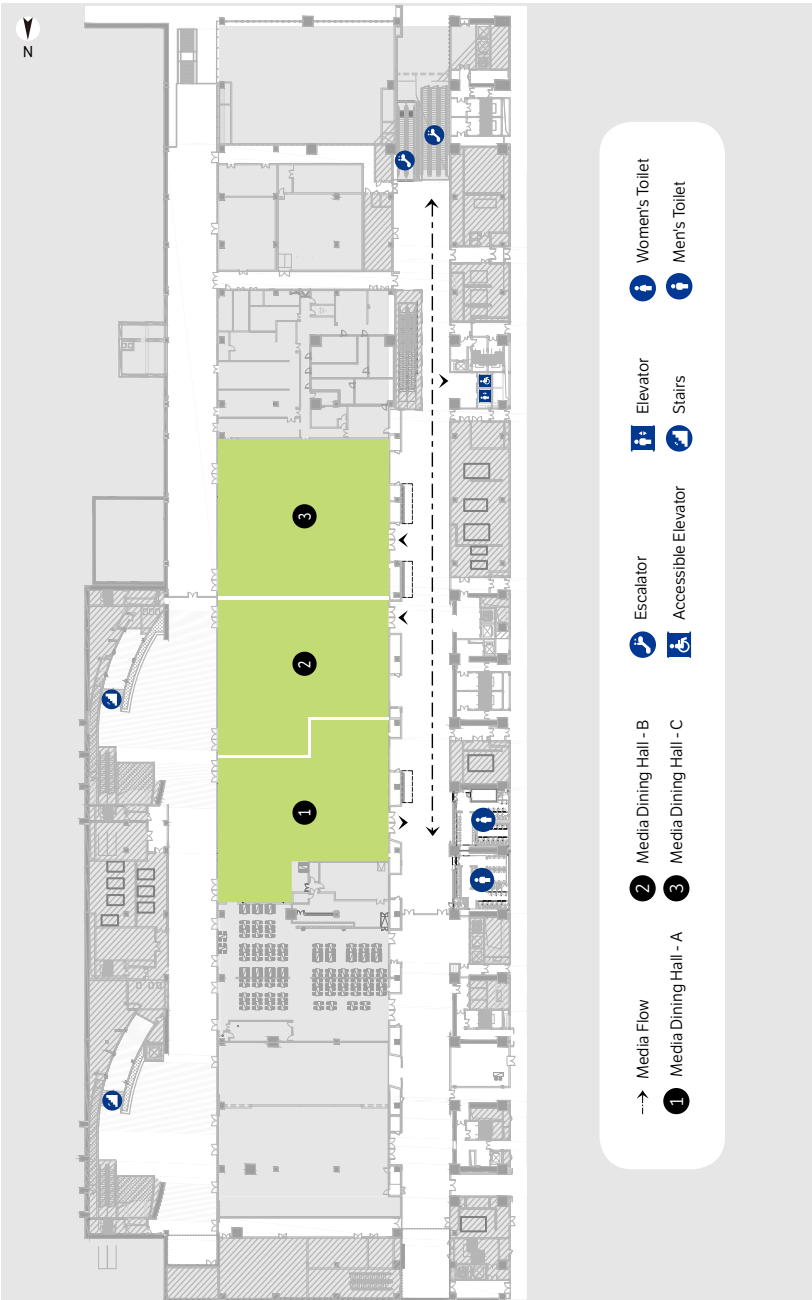 N
3
2
1
Media Flow
1 Media Dining Hall - A
2 Media Dining Hall - B
3 Media Dining Hall - C
Escalator
Accessible Elevator
Elevator
Stairs
Women's Toilet
Men's Toilet